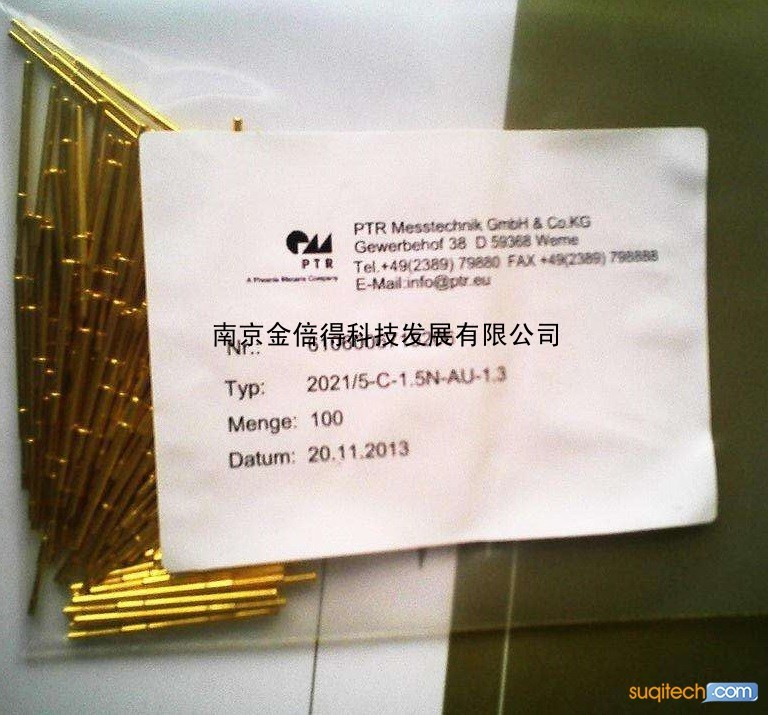 PTR Messtechnik GmbH & Co.KG
Gewerbehof 38 D 59368 Werne
Tel.+49(2389) 79880 FAX +49(2389) 798888
E-Mail:info@ptr.eu
PTR
A Phoenix Mecano Company
南京金倍得科技发展有限公司
Nr.:
Typ: 2021/5-C-1.5N-AU-1.3
Menge: 100
Datum: 20.11.2013
suqitech.com